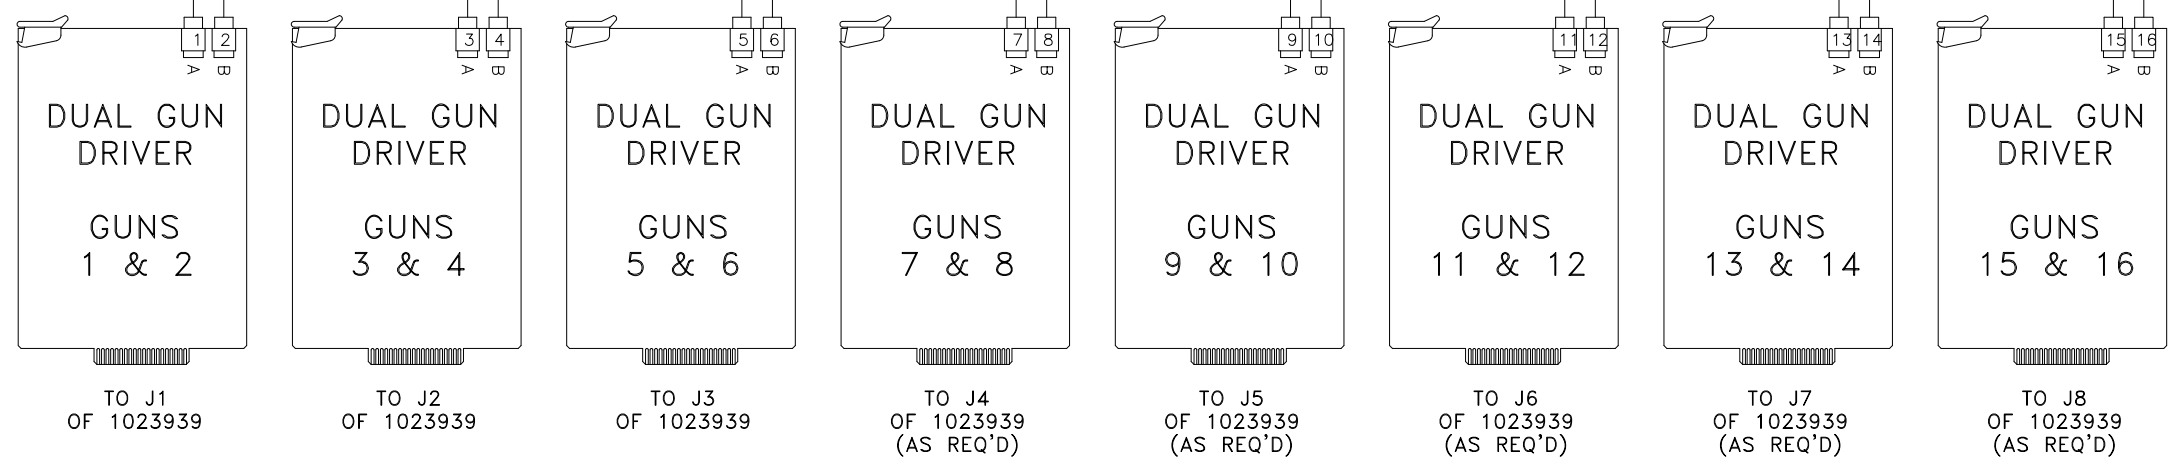 1 2
A B
DUAL GUN
DRIVER
GUNS
1 & 2
TO J1
OF 1023939
3 4
A B
DUAL GUN
DRIVER
GUNS
3 & 4
TO J2
OF 1023939
5 6
A B
DUAL GUN
DRIVER
GUNS
5 & 6
TO J3
OF 1023939
7 8
A B
DUAL GUN
DRIVER
GUNS
7 & 8
TO J4
OF 1023939
(AS REQ'D)
9 10
A B
DUAL GUN
DRIVER
GUNS
9 & 10
TO J5
OF 1023939
(AS REQ'D)
11 12
A B
DUAL GUN
DRIVER
GUNS
11 & 12
TO J6
OF 1023939
(AS REQ'D)
13 14
A B
DUAL GUN
DRIVER
GUNS
13 & 14
TO J7
OF 1023939
(AS REQ'D)
15 16
A B
DUAL GUN
DRIVER
GUNS
15 & 16
TO J8
OF 1023939
(AS REQ'D)